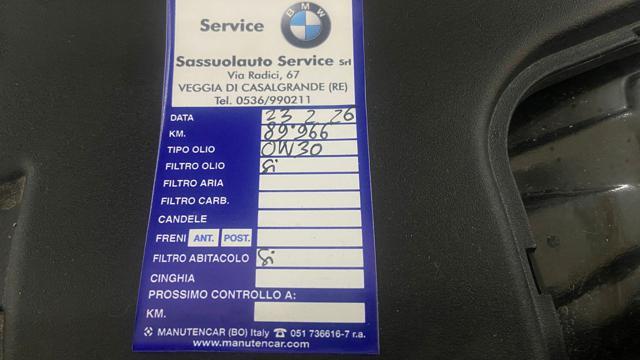 BMW
Service
Sassuolauto Service Srl
Via Radici, 67
VEGGIA DI CASALGRANDE (RE)
Tel. 0536/990211
DATA 23 2 26
KM. 89.966
TIPO OLIO 0W30
FILTRO OLIO Si
FILTRO ARIA
FILTRO CARB.
CANDELE
FRENI ANT. POST.
FILTRO ABITACOLO Si
CINGHIA
PROSSIMO CONTROLLO A:
KM.
MANUTENCAR (BO) Italy ☎ 051 736616-7 r.a.
www.manutencar.com